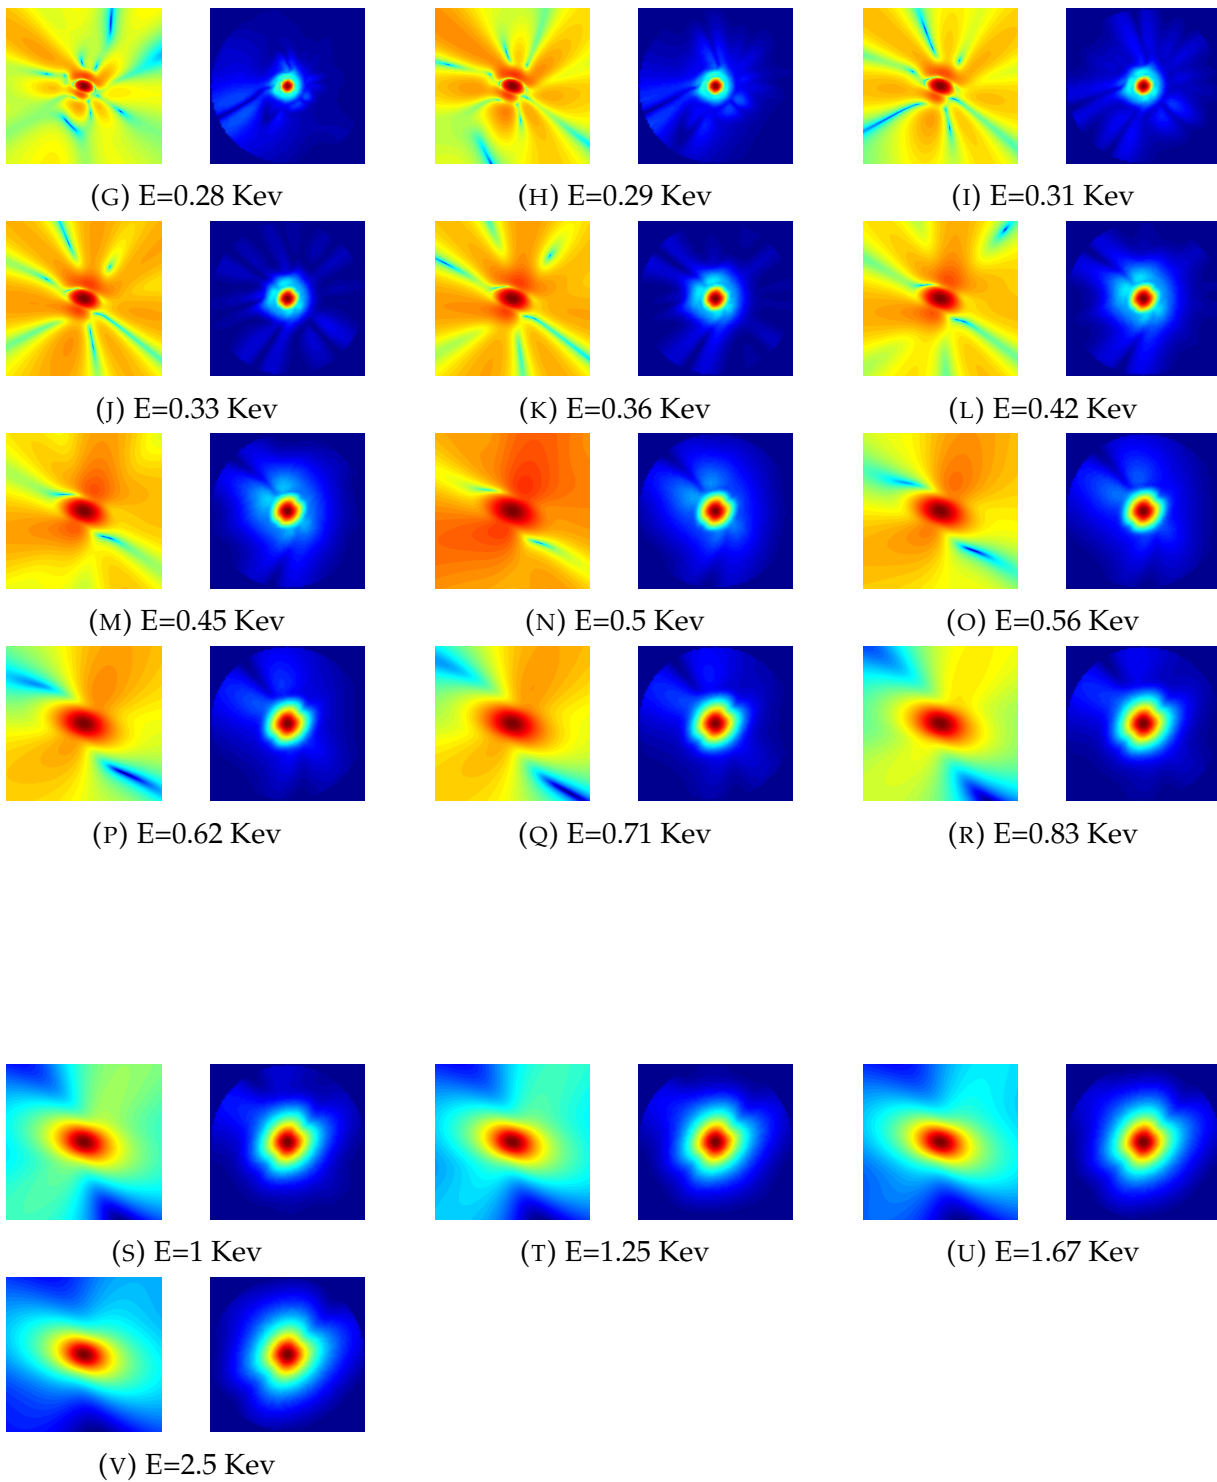 (G) E=0.28 Kev (H) E=0.29 Kev (I) E=0.31 Kev
(J) E=0.33 Kev (K) E=0.36 Kev (L) E=0.42 Kev
(M) E=0.45 Kev (N) E=0.5 Kev (O) E=0.56 Kev
(P) E=0.62 Kev (Q) E=0.71 Kev (R) E=0.83 Kev
(S) E=1 Kev (T) E=1.25 Kev (U) E=1.67 Kev
(V) E=2.5 Kev